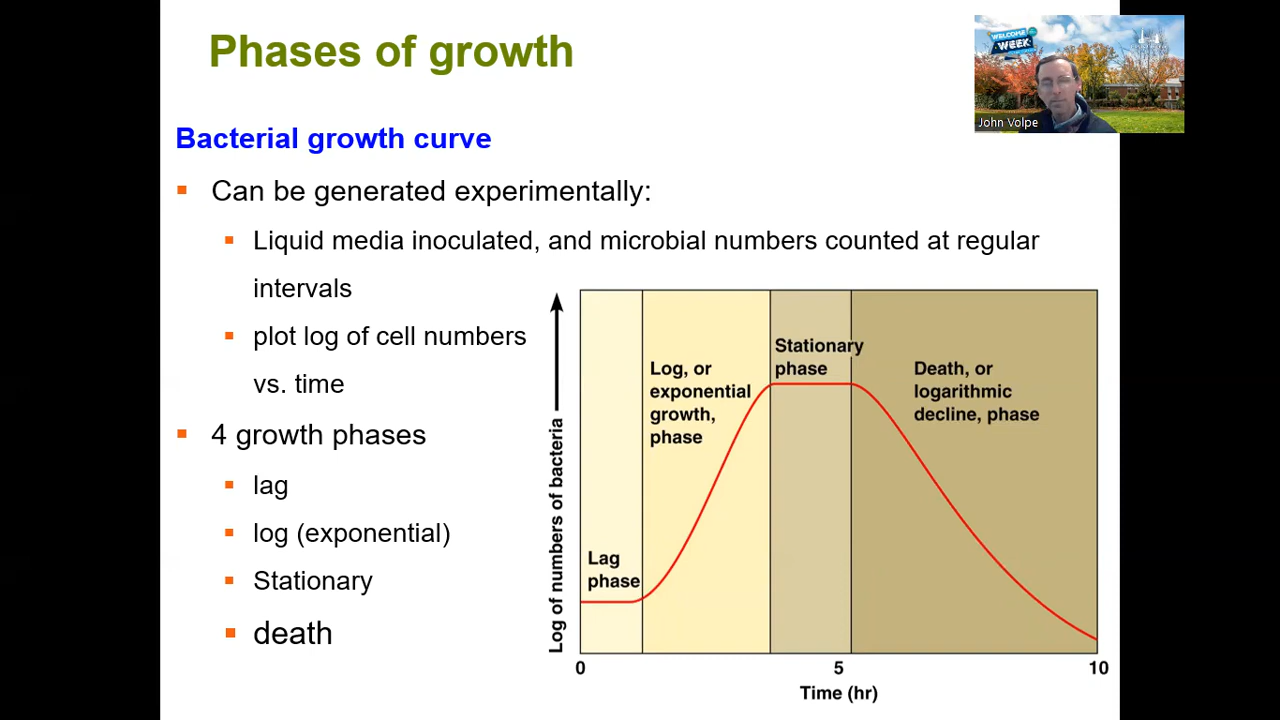 Phases of growth
WELCOME
WEEK
John Volpe
Bacterial growth curve
Can be generated experimentally:
Liquid media inoculated, and microbial numbers counted at regular
intervals
plot log of cell numbers
vs. time
4 growth phases
lag
log (exponential)
Stationary
death
Log of numbers of bacteria
Lag
phase
Log, or
exponential
growth,
phase
Stationary
phase
Death, or
logarithmic
decline, phase
0
5
10
Time (hr)